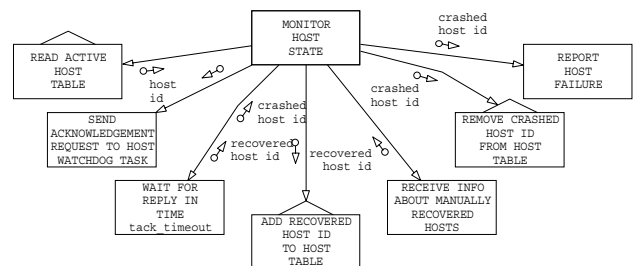 MONITOR
HOST
STATE
crashed
host id
READ ACTIVE
HOST
TABLE
host
id
crashed
host id
REPORT
HOST
FAILURE
SEND
ACKNOWLEDGEMENT
REQUEST TO HOST
WATCHDOG TASK
crashed
host id
recovered
host id
recovered
host id
REMOVE CRASHED
HOST ID
FROM HOST
TABLE
WAIT FOR
REPLY IN
TIME
tack_timeout
ADD RECOVERED
HOST ID
TO HOST
TABLE
RECEIVE INFO
ABOUT MANUALLY
RECOVERED
HOSTS